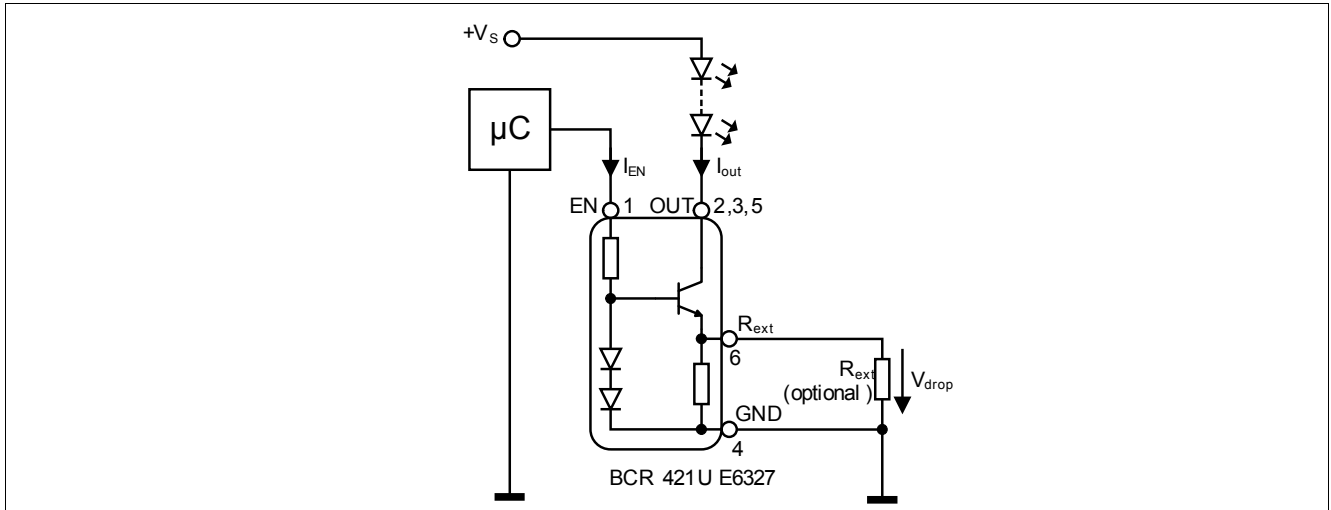 +VS
µC
IEN
Iout
EN 1 OUT 2,3,5
Rext
6
Rext
(optional )
Vdrop
GND
4
BCR 421U E6327